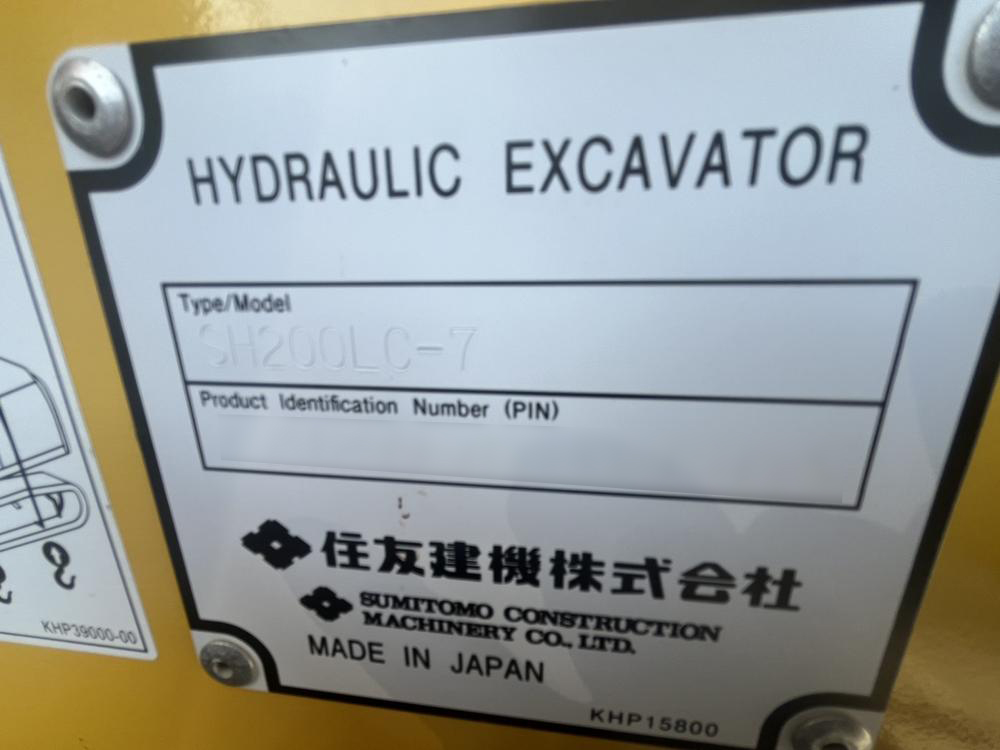 HYDRAULIC EXCAVATOR
Type/Model
SH200LC-7
Product Identification Number (PIN)
住友建機株式会社
SUMITOMO CONSTRUCTION
MACHINERY CO., LTD.
MADE IN JAPAN
KHP15800
KHP39000-00